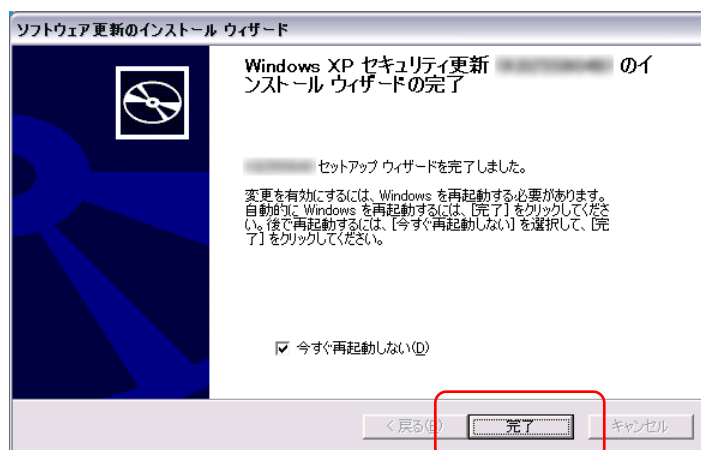 ソフトウェア更新のインストール ウィザード
Windows XP セキュリティ更新 のイ
ンストール ウィザードの完了
セットアップ ウィザードを完了しました。
変更を有効にするには、Windows を再起動する必要があります。
自動的に Windows を再起動するには、[完了] をクリックしてくださ
い。後で再起動するには、[今すぐ再起動しない] を選択して、[完
了] をクリックしてください。
今すぐ再起動しない(D)
< 戻る(B) 完了 キャンセル